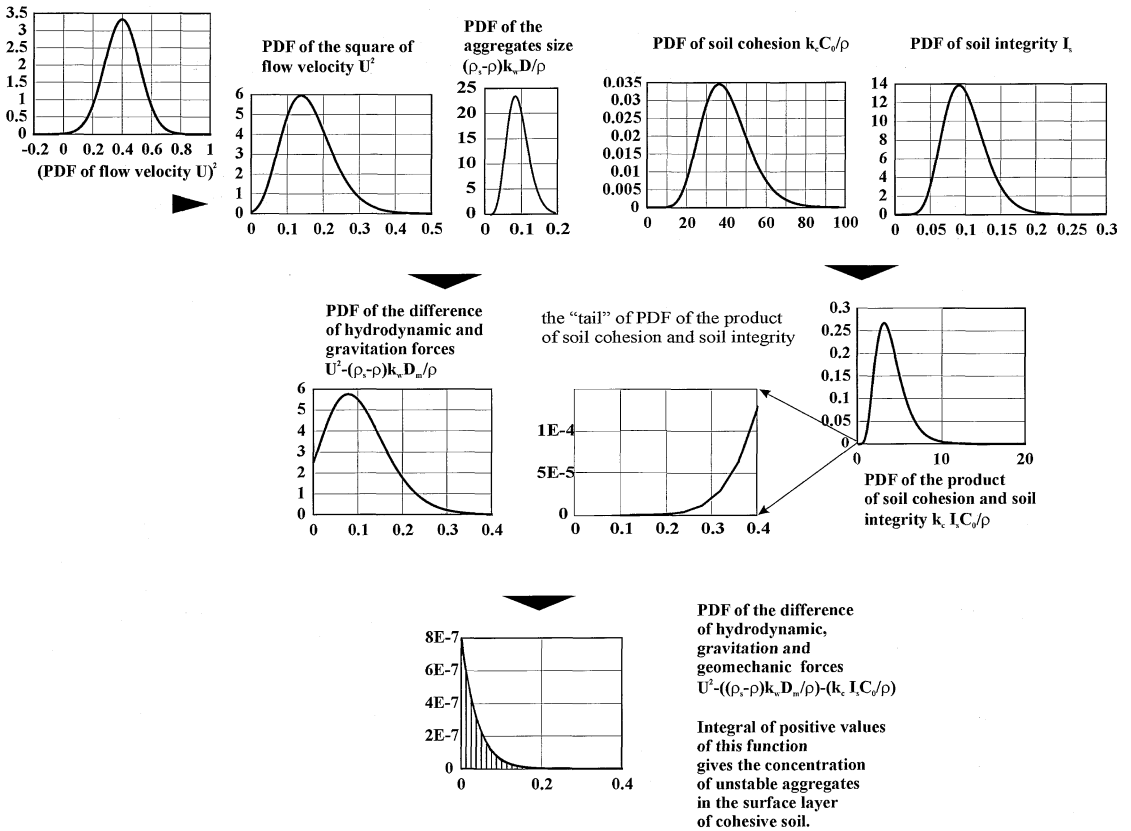 3.5
3
2.5
2
1.5
1
0.5
0
-0.2 0 0.2 0.4 0.6 0.8 1
(PDF of flow velocity U)²
PDF of the square of
flow velocity U²
6
5
4
3
2
1
0
0 0.1 0.2 0.3 0.4 0.5
PDF of the
aggregates size
(ρₛ-ρ)k_wD/ρ
25
20
15
10
5
0
0 0.1 0.2
PDF of soil cohesion k_cC₀/ρ
0.035
0.03
0.025
0.02
0.015
0.01
0.005
0
0 20 40 60 80 100
PDF of soil integrity Iₛ
14
12
10
8
6
4
2
0
0 0.05 0.1 0.15 0.2 0.25 0.3
PDF of the difference
of hydrodynamic and
gravitation forces
U²-(ρₛ-ρ)k_wDₘ/ρ
6
5
4
3
2
1
0
0 0.1 0.2 0.3 0.4
the “tail” of PDF of the product
of soil cohesion and soil integrity
1E-4
5E-5
0
0 0.1 0.2 0.3 0.4
0.3
0.25
0.2
0.15
0.1
0.05
0
0 10 20
PDF of the product
of soil cohesion and soil
integrity k_c IₛC₀/ρ
8E-7
6E-7
4E-7
2E-7
0
0 0.2 0.4
PDF of the difference
of hydrodynamic,
gravitation and
geomechanic forces
U²-((ρₛ-ρ)k_wDₘ/ρ)-(k_c IₛC₀/ρ)
Integral of positive values
of this function
gives the concentration
of unstable aggregates
in the surface layer
of cohesive soil.